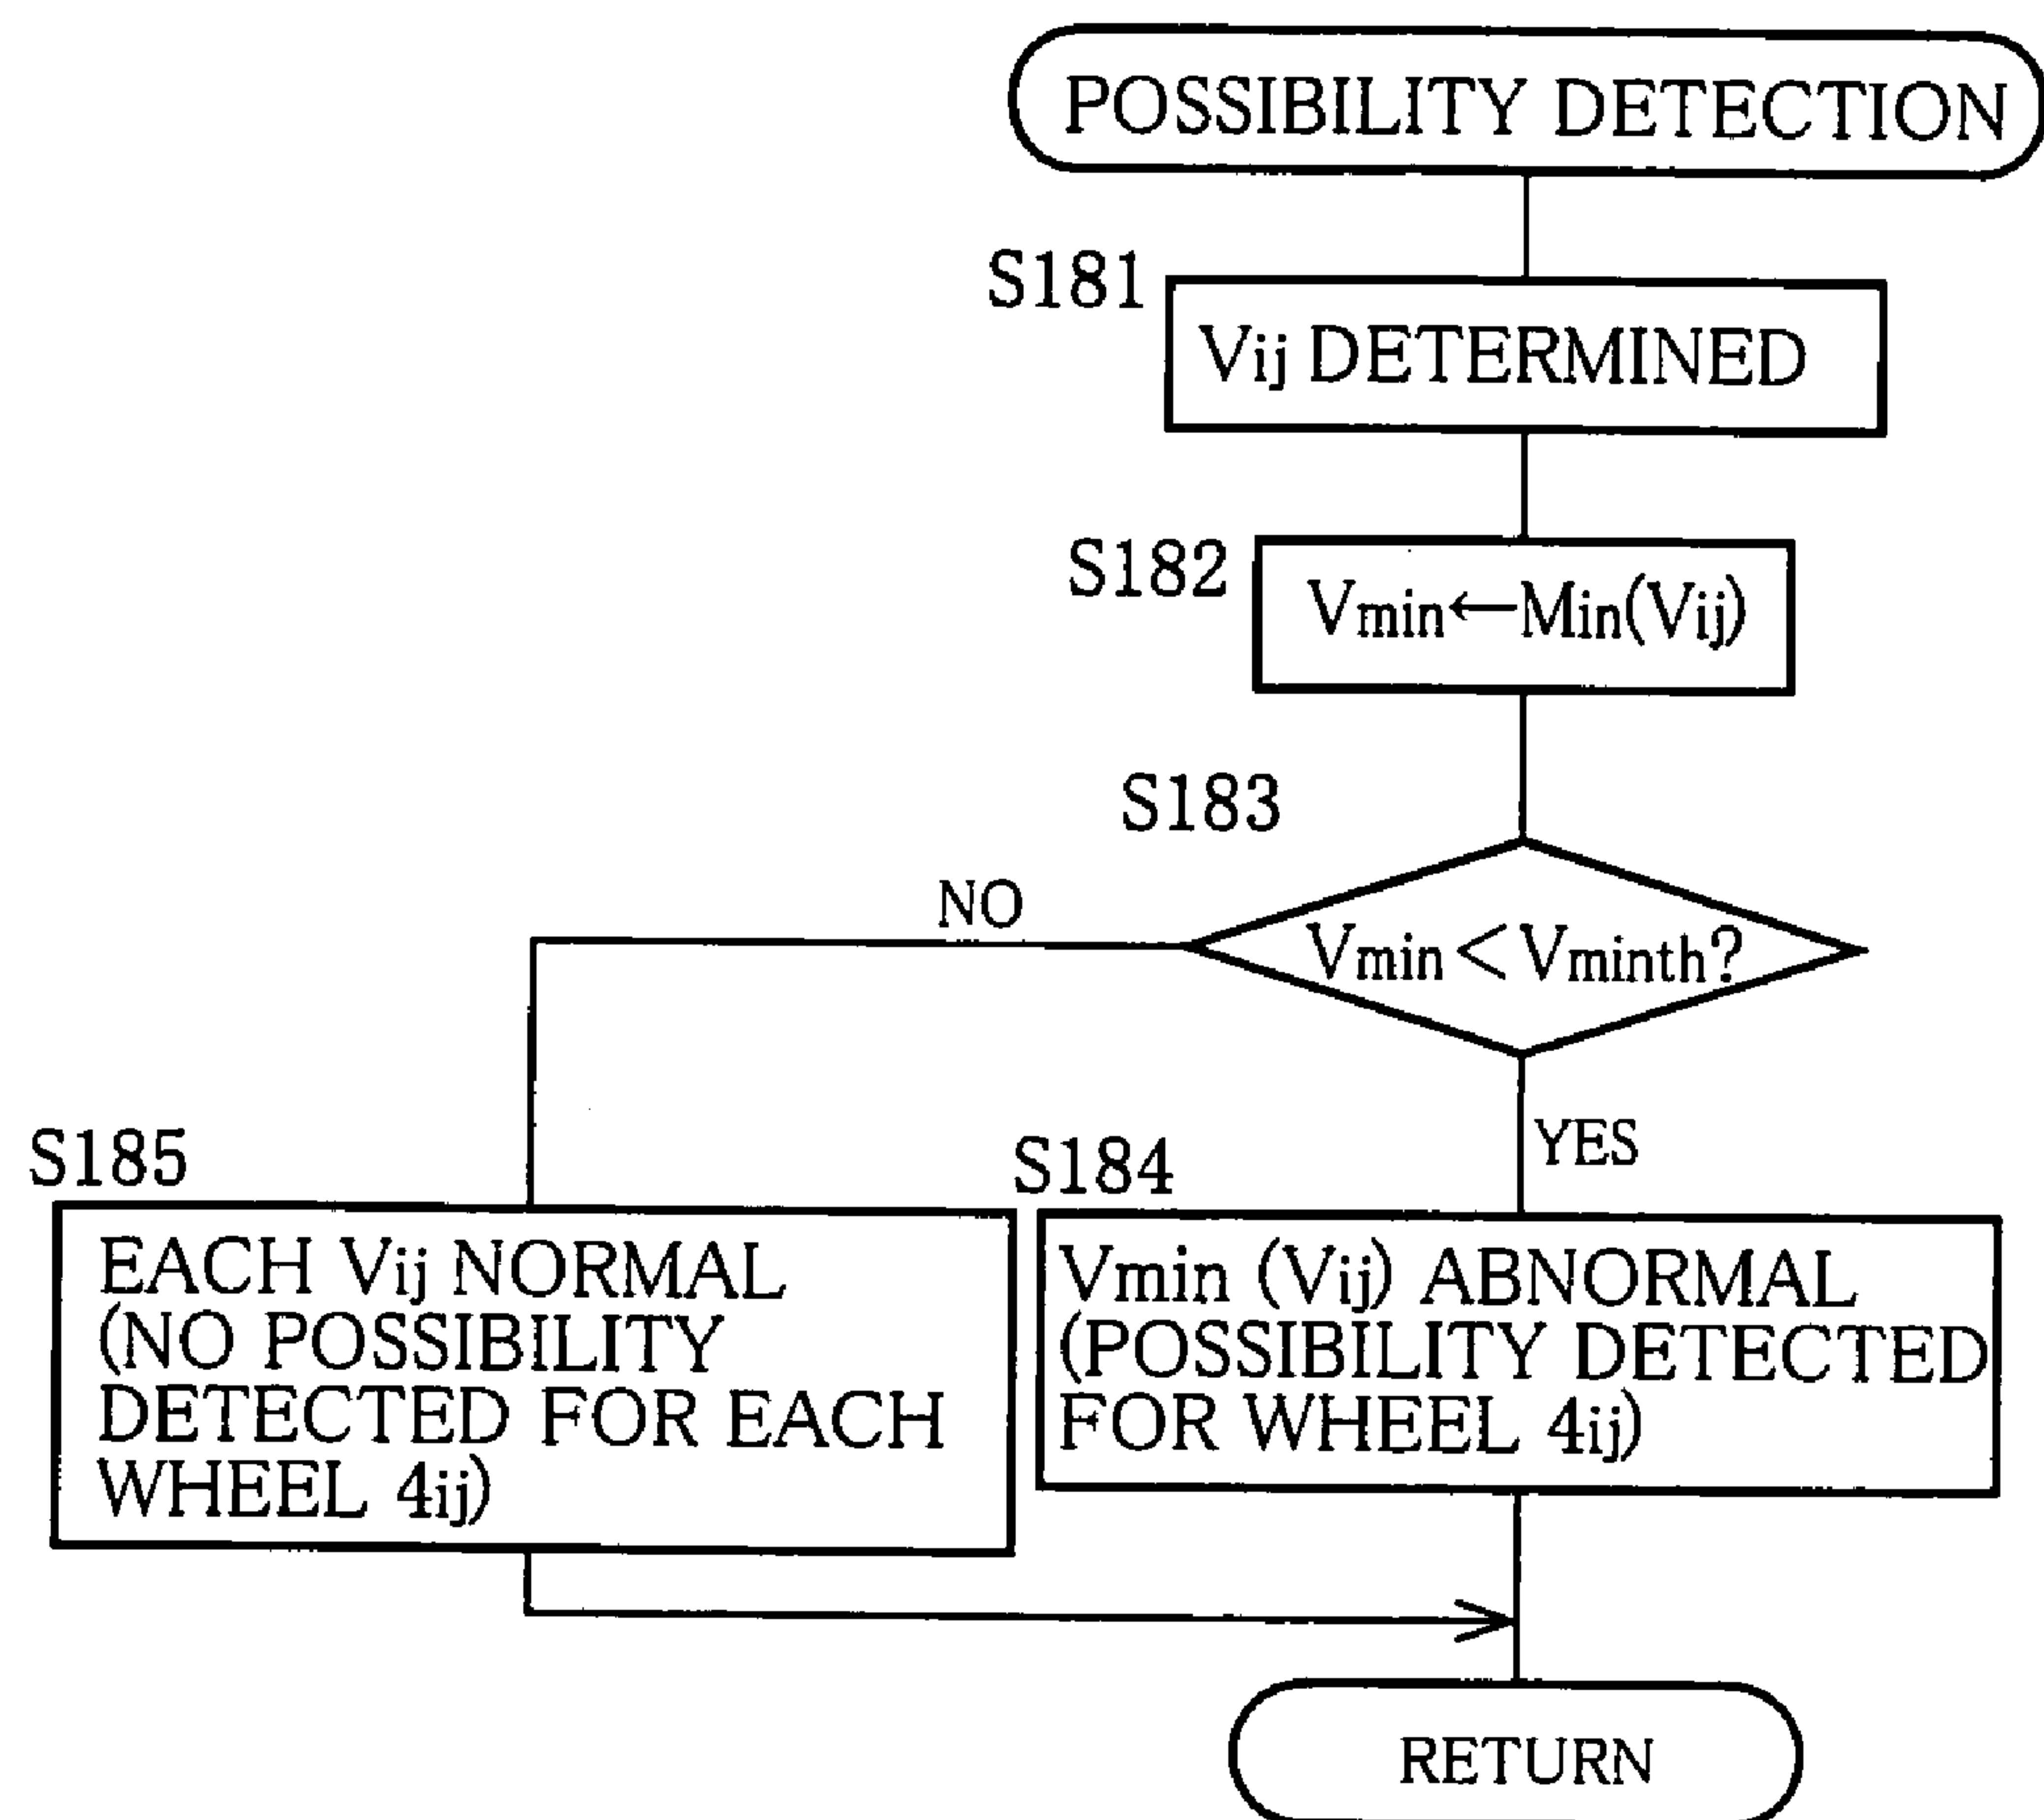 POSSIBILITY DETECTION
S181
Vij DETERMINED
S182
Vmin←Min(Vij)
S183
NO
Vmin<Vminth?
YES
S185
EACH Vij NORMAL
(NO POSSIBILITY
DETECTED FOR EACH
WHEEL 4ij)
S184
Vmin (Vij) ABNORMAL
(POSSIBILITY DETECTED
FOR WHEEL 4ij)
RETURN